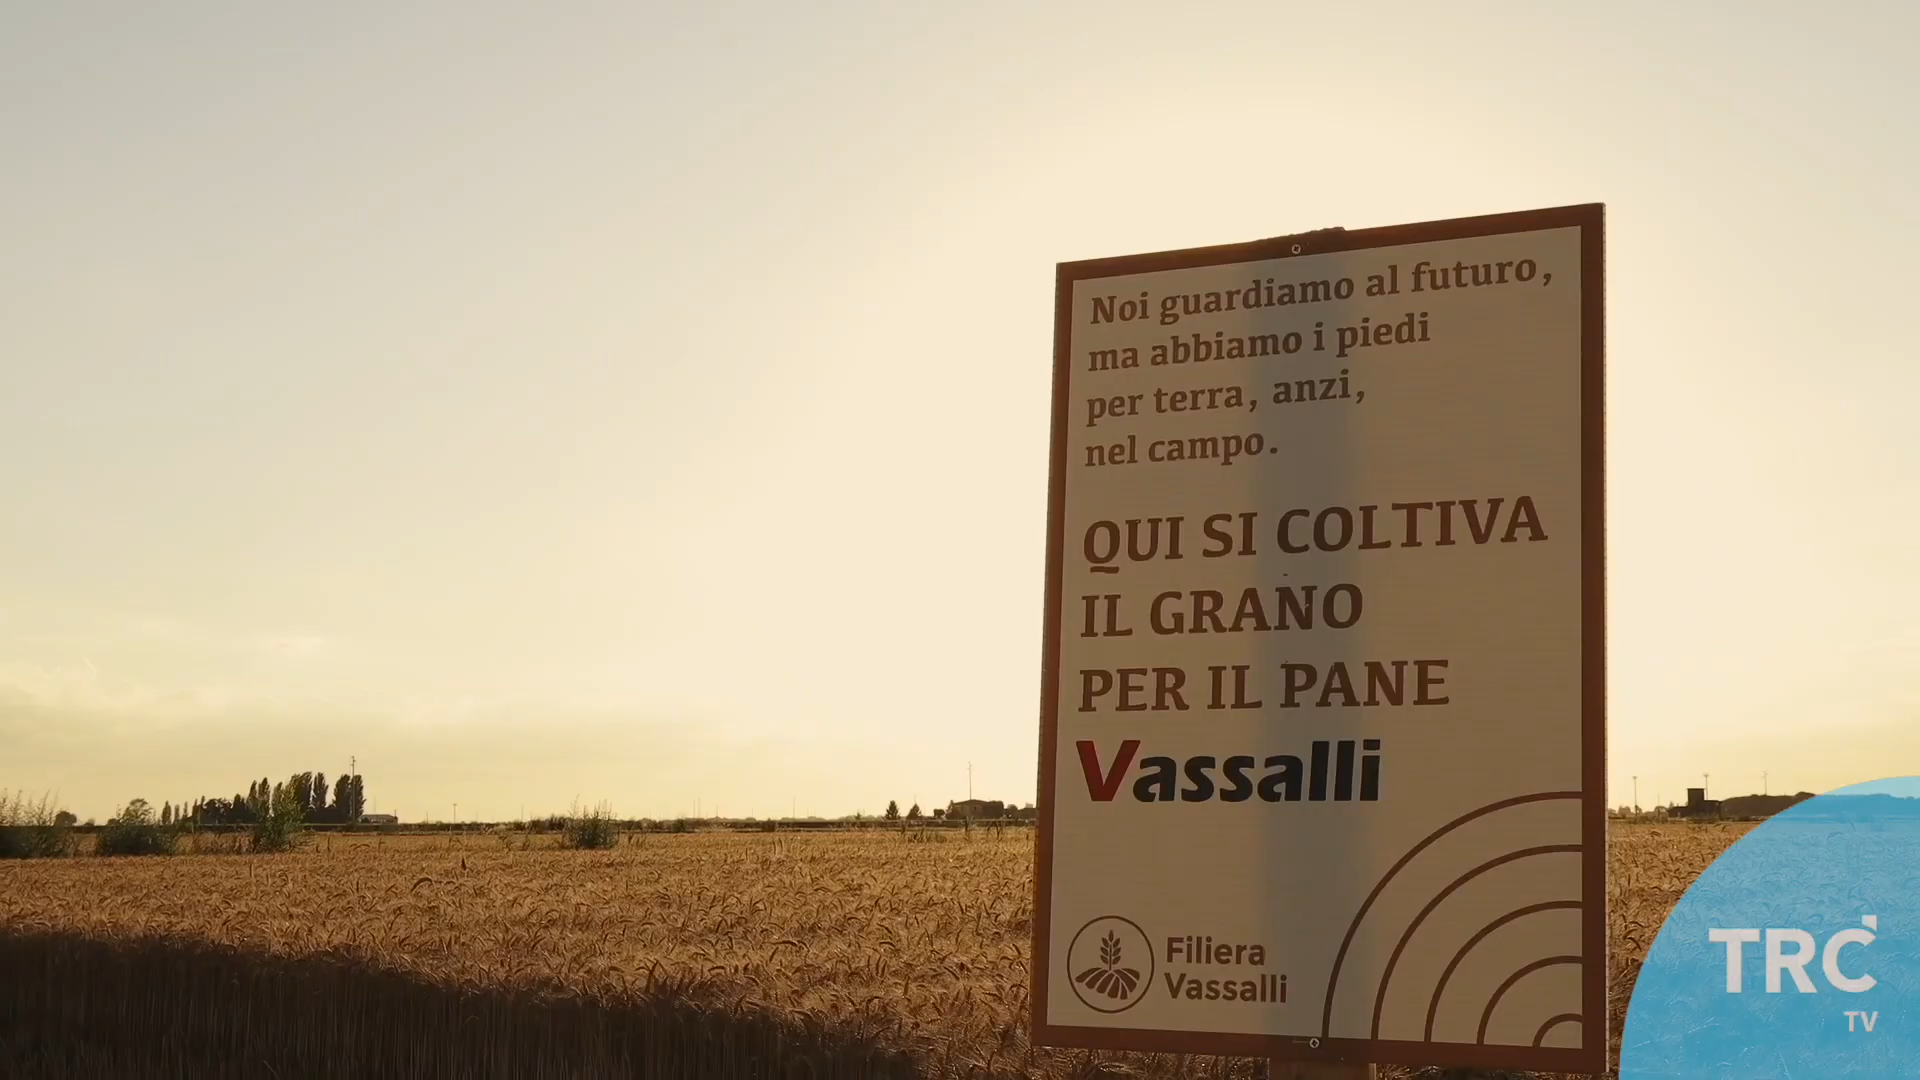 Noi guardiamo al futuro,
ma abbiamo i piedi
per terra, anzi,
nel campo.
QUI SI COLTIVA
IL GRANO
PER IL PANE
Vassalli
Filiera
Vassalli
TRC
TV